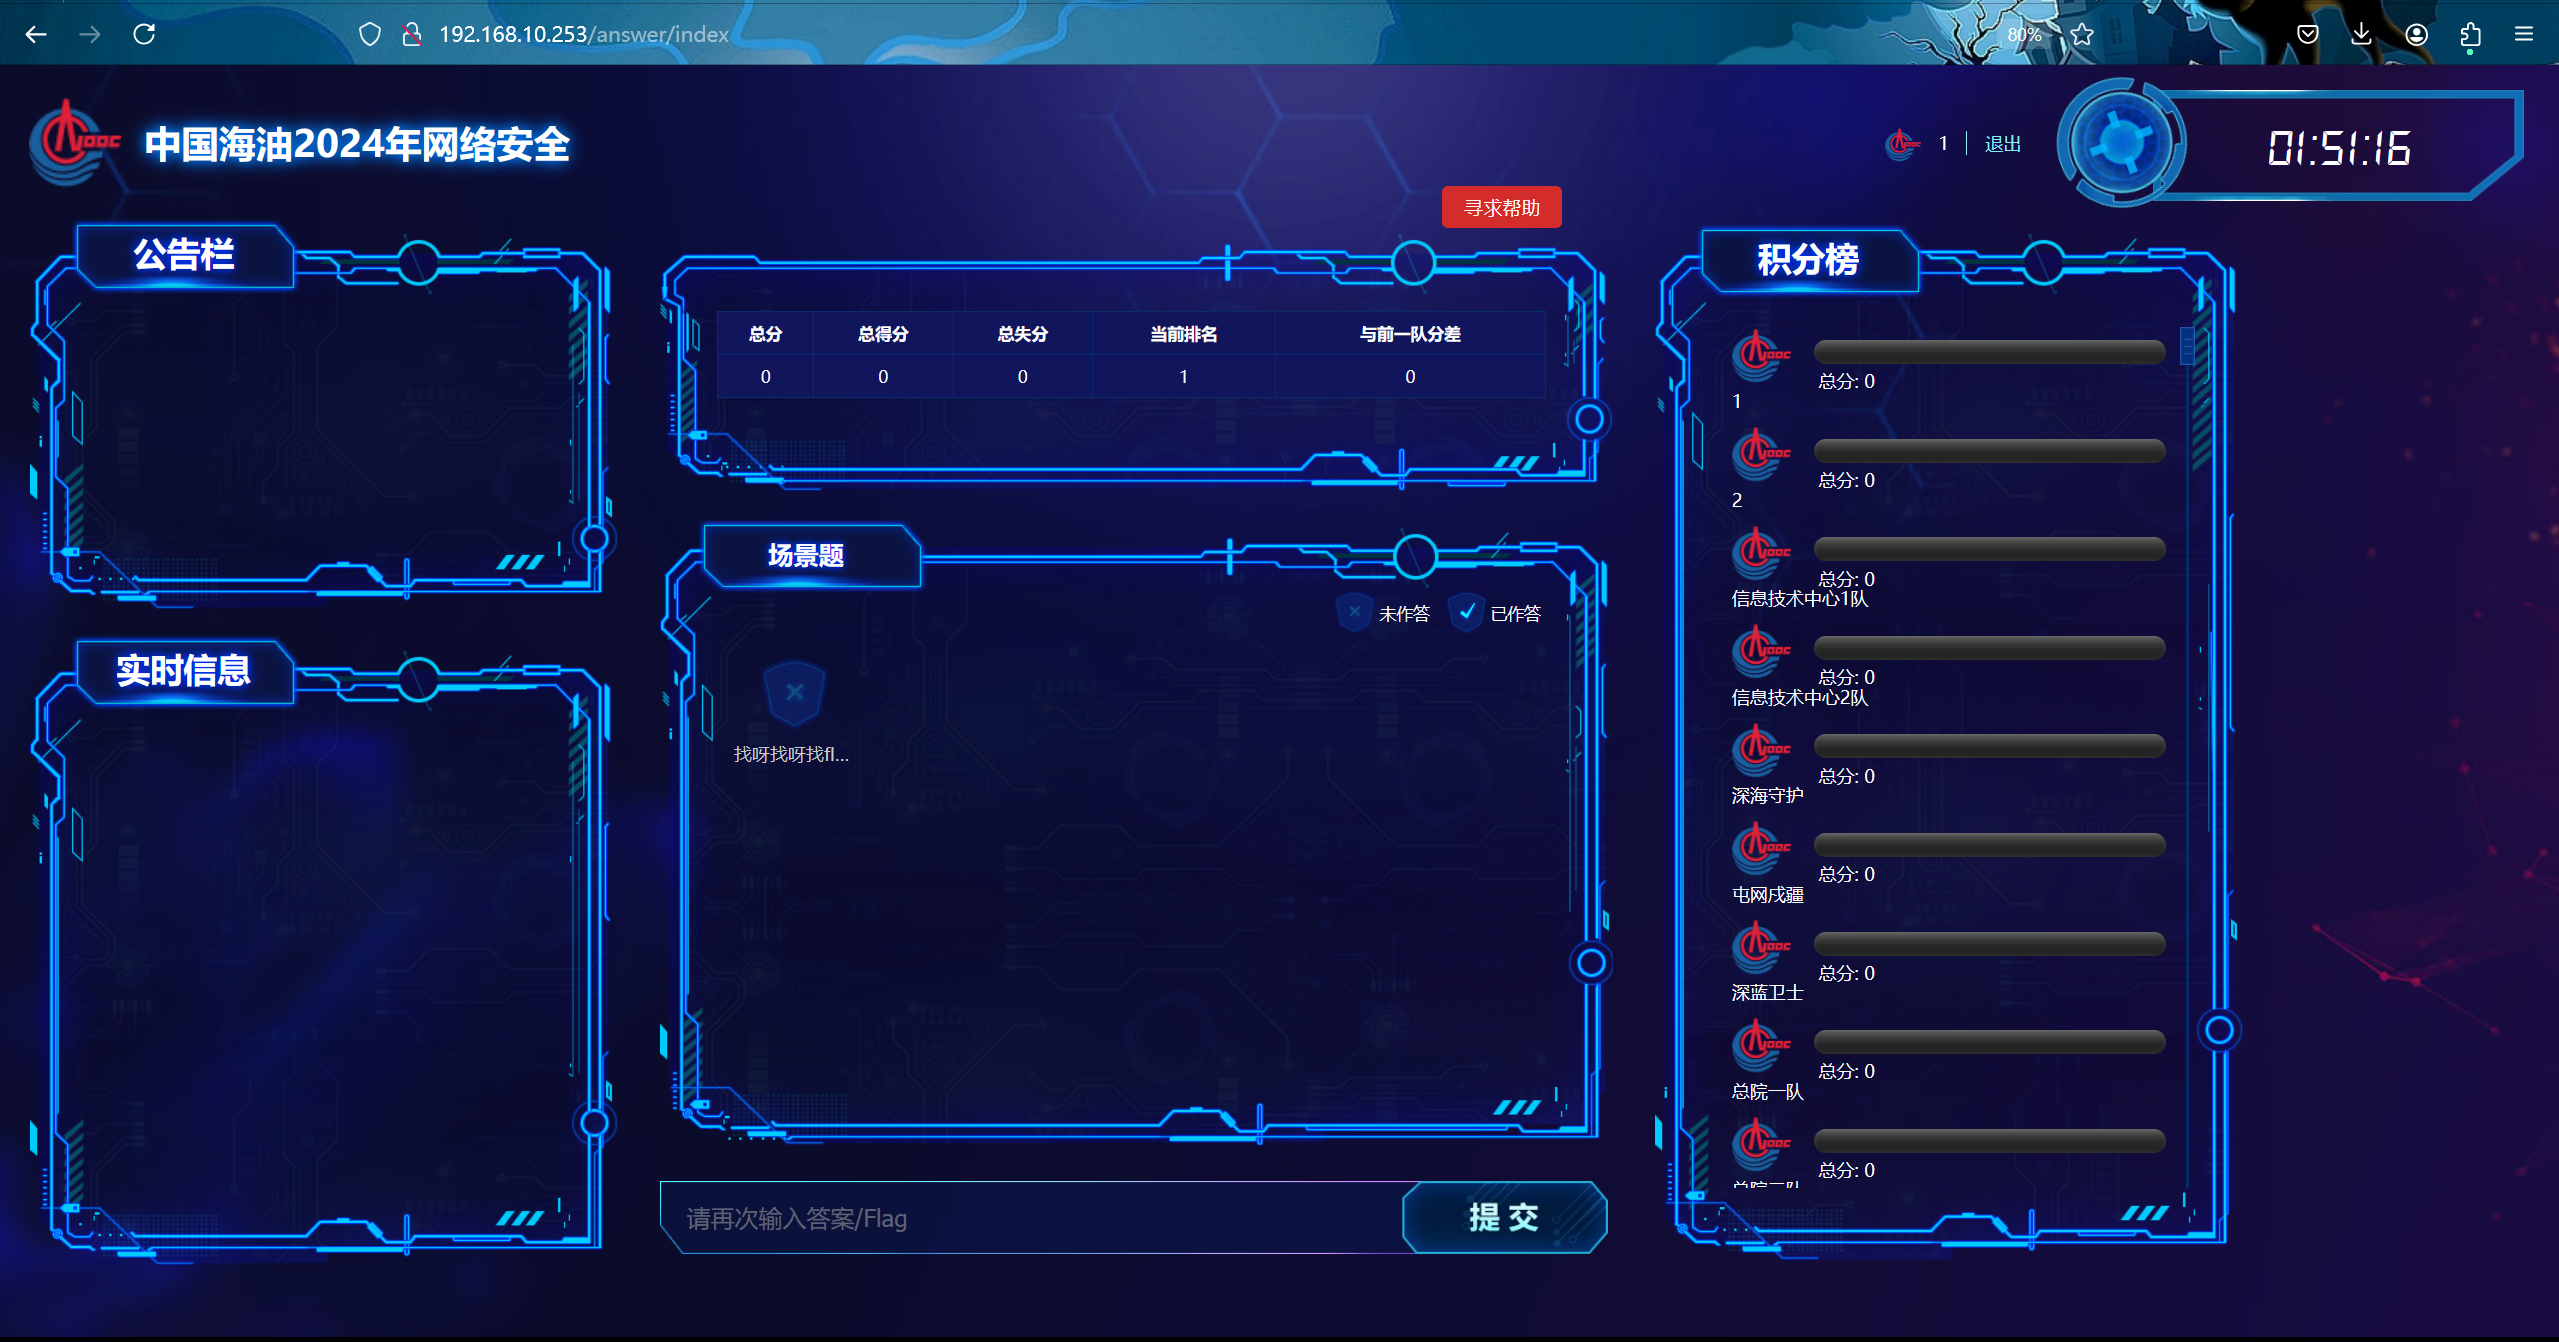 192.168.10.253/answer/index
80%
CNOOC
中国海油2024年网络安全
1
退出
01:51:16
寻求帮助
公告栏
总分 总得分 总失分 当前排名 与前一队分差
0 0 0 1 0
场景题
未作答 已作答
找呀找呀找fl...
实时信息
请再次输入答案/Flag
提 交
积分榜
总分: 0
1
总分: 0
2
总分: 0
信息技术中心1队
总分: 0
信息技术中心2队
总分: 0
深海守护
总分: 0
屯网戍疆
总分: 0
深蓝卫士
总分: 0
总院一队
总分: 0